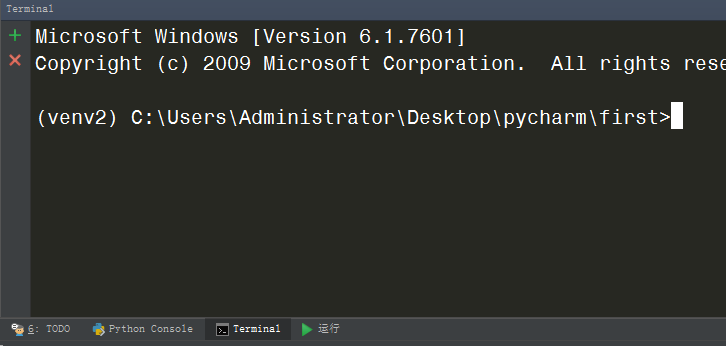 Terminal
Microsoft Windows [Version 6.1.7601]
Copyright (c) 2009 Microsoft Corporation.  All rights rese
(venv2) C:\Users\Administrator\Desktop\pycharm\first>
6: TODO Python Console Terminal 运行